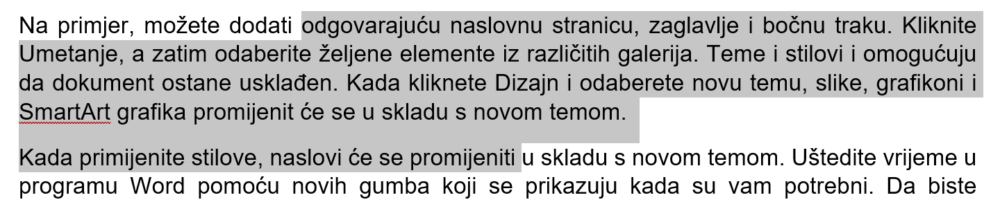 Na primjer, možete dodati odgovarajuću naslovnu stranicu, zaglavlje i bočnu traku. Kliknite
Umetanje, a zatim odaberite željene elemente iz različitih galerija. Teme i stilovi i omogućuju
da dokument ostane usklađen. Kada kliknete Dizajn i odaberete novu temu, slike, grafikoni i
SmartArt grafika promijenit će se u skladu s novom temom.
Kada primijenite stilove, naslovi će se promijeniti u skladu s novom temom. Uštedite vrijeme u
programu Word pomoću novih gumba koji se prikazuju kada su vam potrebni. Da biste